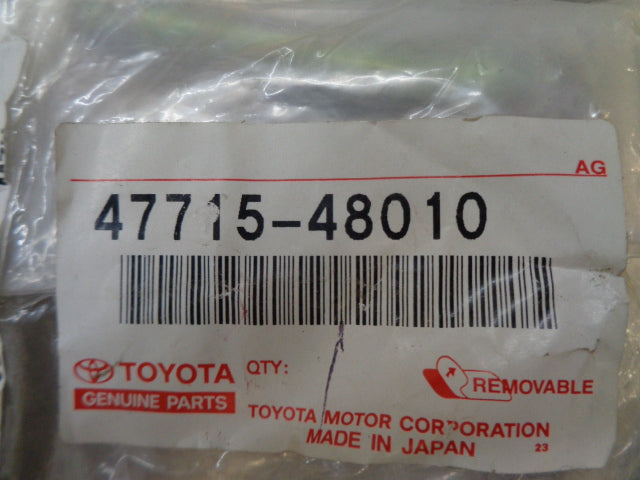 AG
47715-48010
TOYOTA
GENUINE PARTS
QTY:
REMOVABLE
TOYOTA MOTOR CORPORATION
MADE IN JAPAN
23